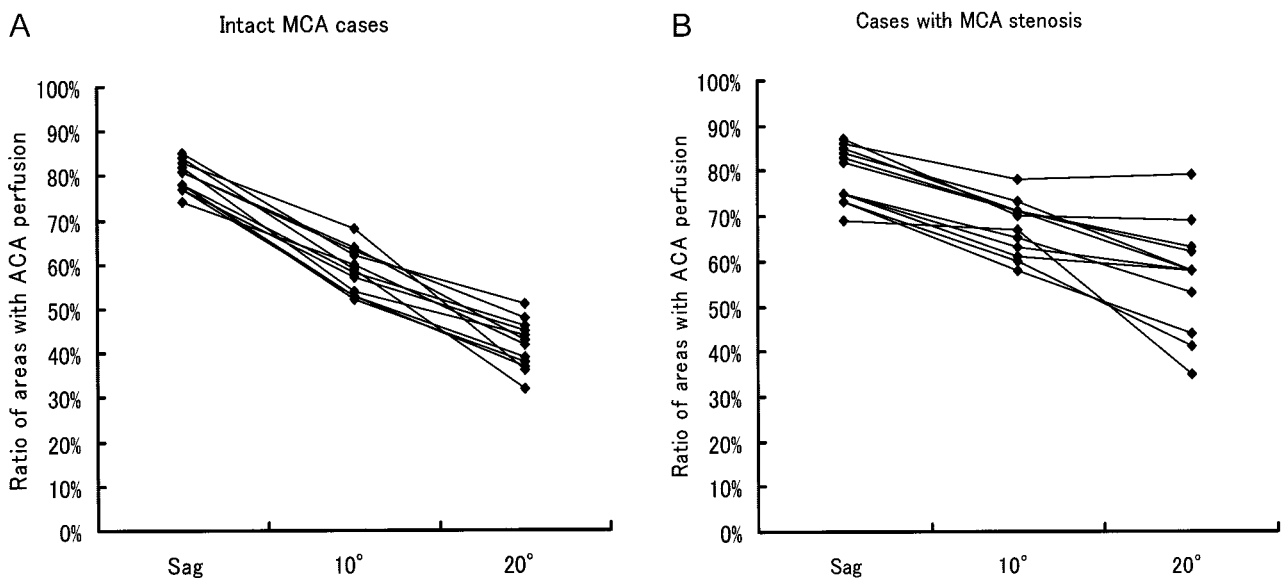 A
Intact MCA cases
Ratio of areas with ACA perfusion
100%
90%
80%
70%
60%
50%
40%
30%
20%
10%
0%
Sag 10° 20°
B
Cases with MCA stenosis
Ratio of areas with ACA perfusion
100%
90%
80%
70%
60%
50%
40%
30%
20%
10%
0%
Sag 10° 20°